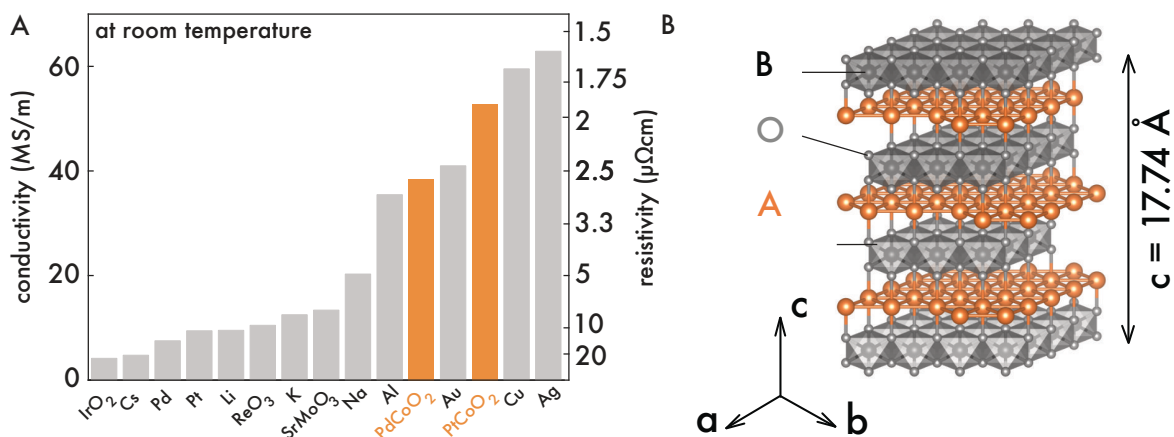 A
at room temperature
conductivity (MS/m)
60
40
20
0
1.5
1.75
2
2.5
3.3
5
10
20
resistivity (μΩcm)
IrO₂
Cs
Pd
Pt
Li
ReO₃
K
SrMoO₃
Na
Al
PdCoO₂
Au
PtCoO₂
Cu
Ag
B
B
O
A
c = 17.74 Å
c
a
b